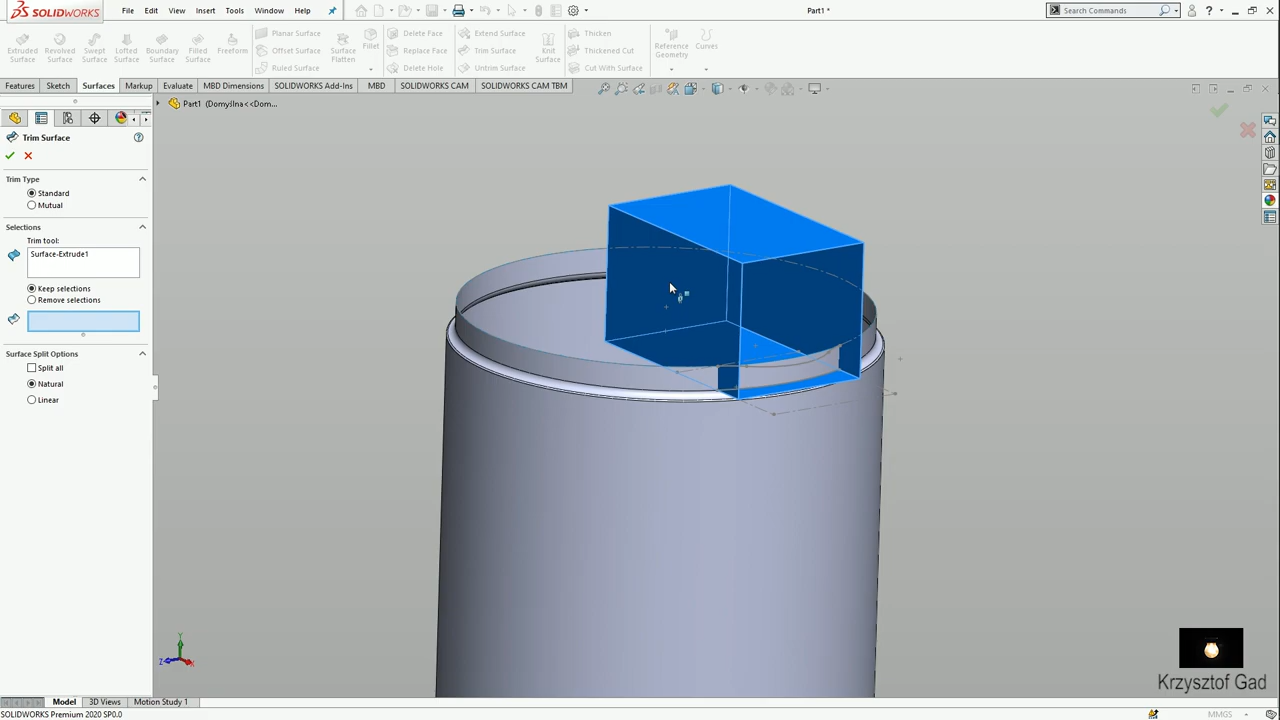 SOLIDWORKS
File Edit View Insert Tools Window Help
Part1 *
Search Commands
Extruded Surface
Revolved Surface
Swept Surface
Lofted Surface
Boundary Surface
Filled Surface
Freeform
Planar Surface
Offset Surface
Ruled Surface
Surface Flatten
Fillet
Delete Face
Replace Face
Delete Hole
Extend Surface
Trim Surface
Untrim Surface
Knit Surface
Thicken
Thickened Cut
Cut With Surface
Reference Geometry
Curves
Features Sketch Surfaces Markup Evaluate MBD Dimensions SOLIDWORKS Add-Ins MBD SOLIDWORKS CAM SOLIDWORKS CAM TBM
Part1 (Domyślna< <Dom...
Trim Surface
Trim Type
Standard
Mutual
Selections
Trim tool:
Surface-Extrude1
Keep selections
Remove selections
Surface Split Options
Split all
Natural
Linear
Y
Z X
Krzysztof Gad
Model 3D Views Motion Study 1
SOLIDWORKS Premium 2020 SP0.0
MMGS